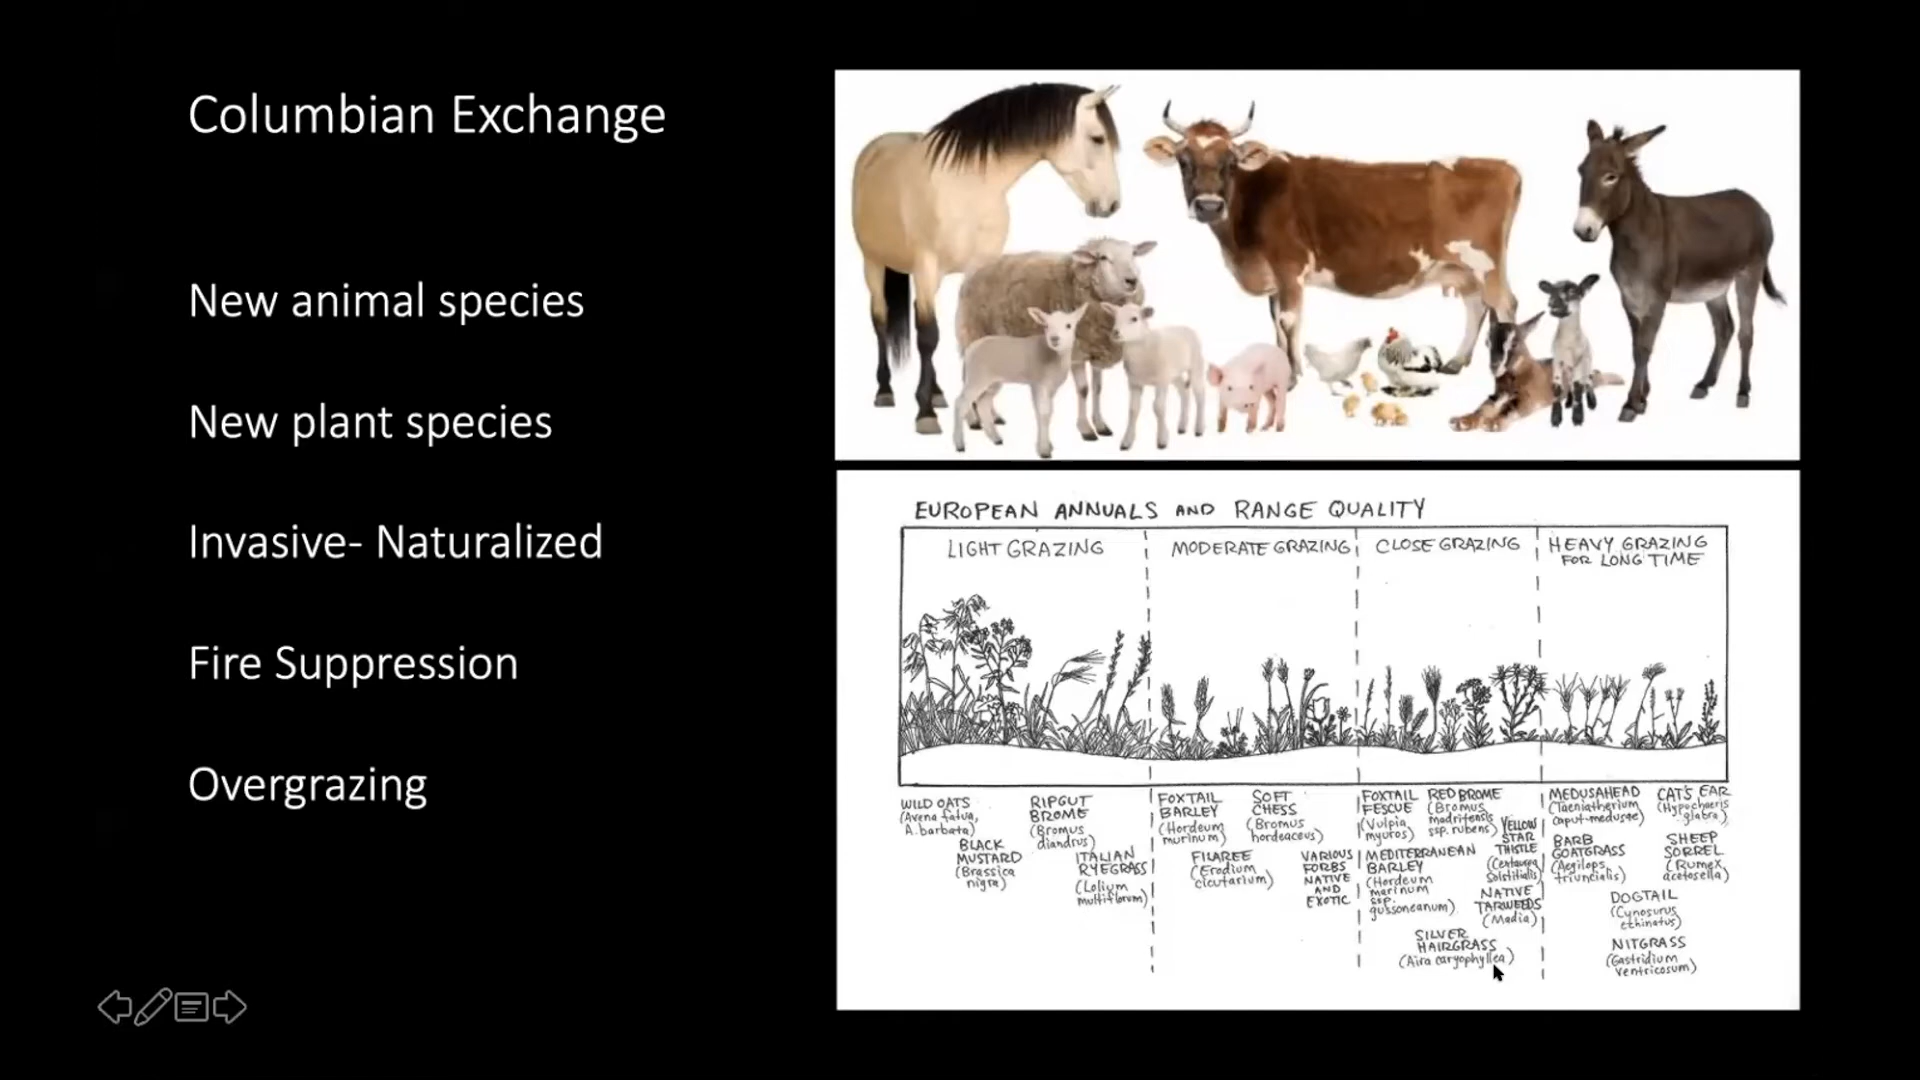 Columbian Exchange
New animal species
New plant species
Invasive- Naturalized
Fire Suppression
Overgrazing
EUROPEAN ANNUALS AND RANGE QUALITY
LIGHT GRAZING
MODERATE GRAZING
CLOSE GRAZING
HEAVY GRAZING
FOR LONG TIME
WILD OATS
(Avena fatua,
A. barbata)
BLACK
MUSTARD
(Brassica
nigra)
RIPGUT
BROME
(Bromus
diandrus)
ITALIAN
RYEGRASS
(Lolium
multiflorum)
FOXTAIL
BARLEY
(Hordeum
murinum)
SOFT
CHESS
(Bromus
hordeaceus)
FILAREE
(Erodium
cicutarium)
VARIOUS
FORBS
NATIVE
AND
EXOTIC
FOXTAIL
FESCUE
(Vulpia
myuros)
RED BROME
(Bromus
madritensis
ssp. rubens)
YELLOW
STAR
THISTLE
(Centaurea
Solstitialis)
MEDITERRANEAN
BARLEY
(Hordeum
marinum
ssp.
gussoneanum)
NATIVE
TARWEEDS
(Madia)
SILVER
HAIRGRASS
(Aira caryophyllea)
MEDUSAHEAD
(Taeniatherium
caput-medusae)
CAT'S EAR
(Hypochaeris
glabra)
BARB
GOATGRASS
(Aegilops
triuncialis)
SHEEP
SORREL
(Rumex
acetosella)
DOGTAIL
(Cynosurus
echinatus)
NITGRASS
(Gastridium
ventricosum)